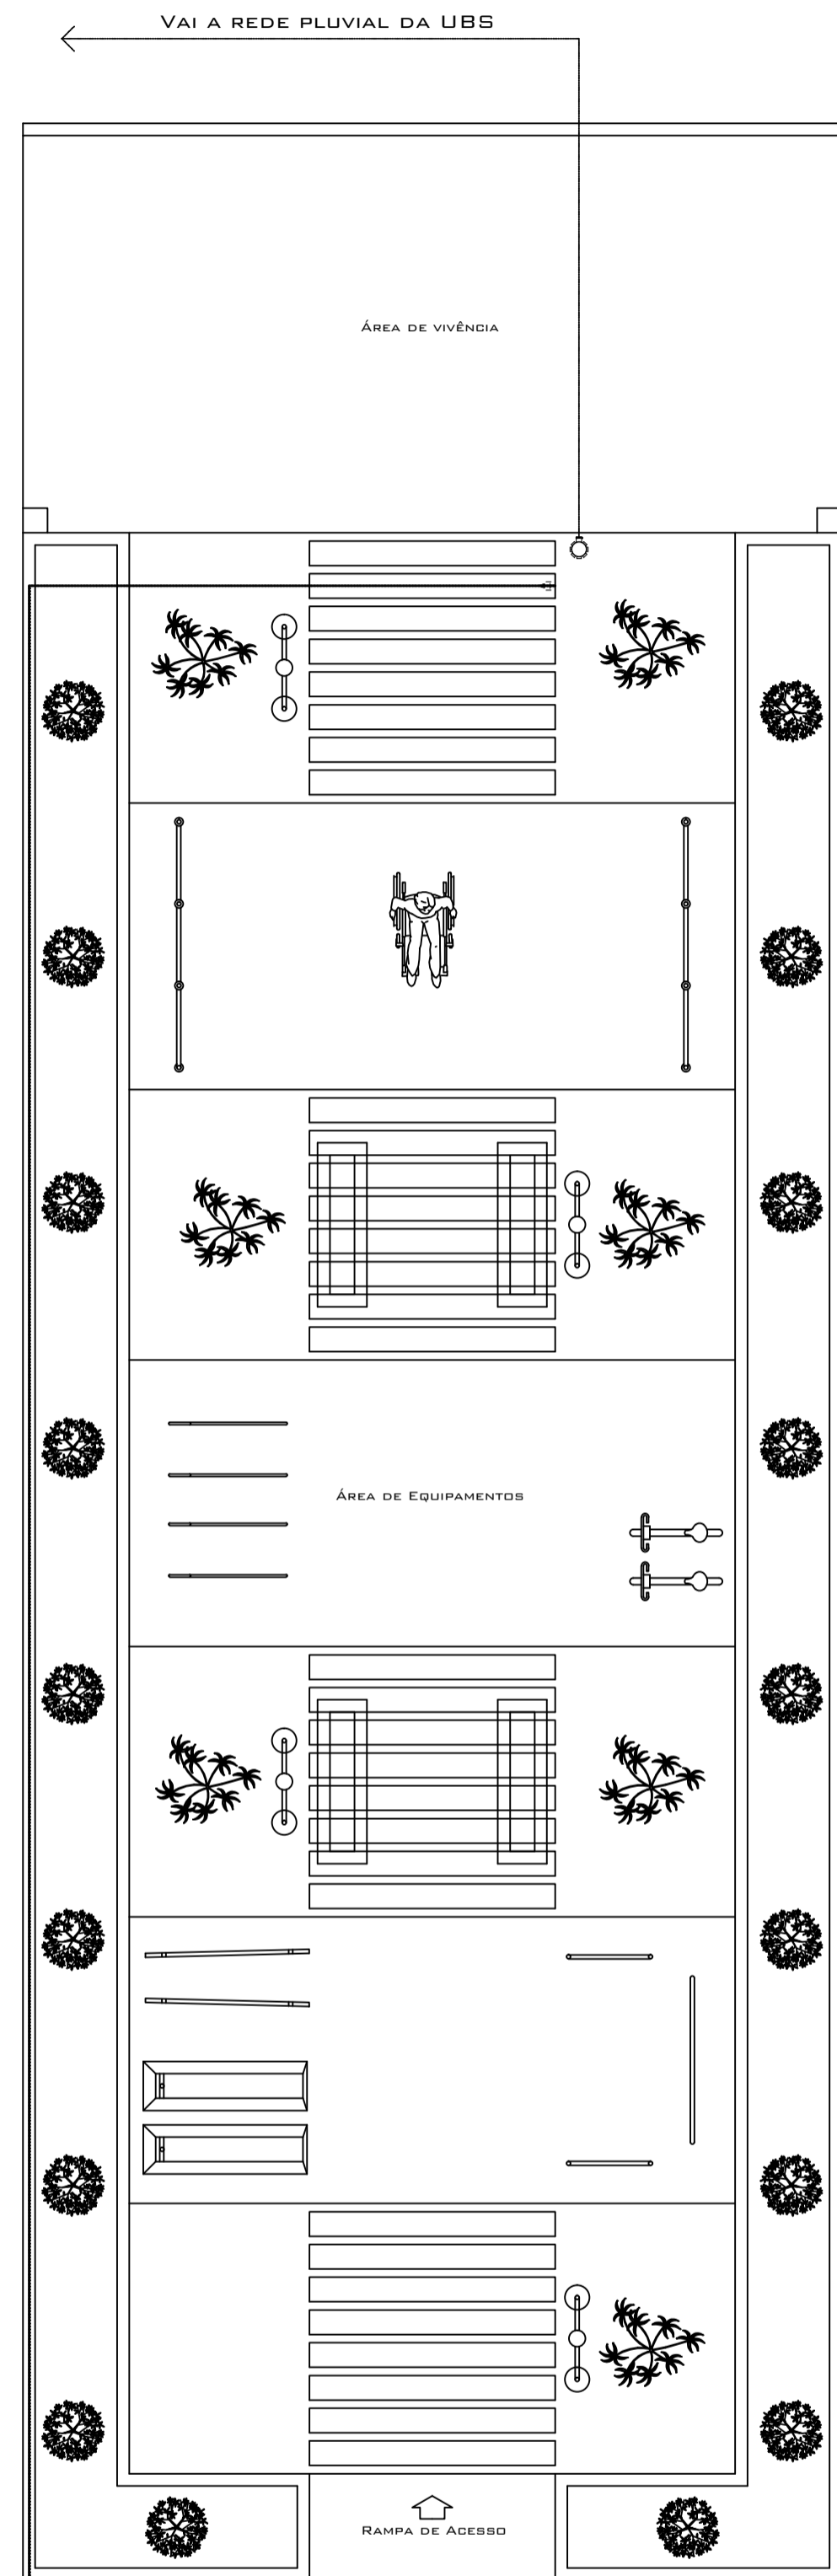 Vai a rede pluvial da UBS
Área de vivência
Área de Equipamentos
Rampa de Acesso